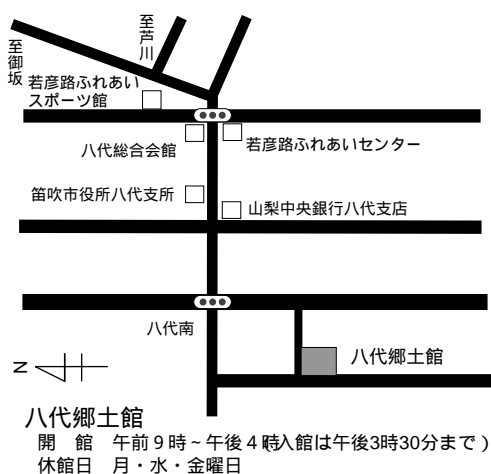 至芦川
至御坂
若彦路ふれあい
スポーツ館
八代総合会館
若彦路ふれあいセンター
笛吹市役所八代支所
山梨中央銀行八代支店
八代南
八代郷土館
N
八代郷土館
開　館　午前９時～午後４時（入館は午後3時30分まで）
休館日　月・水・金曜日